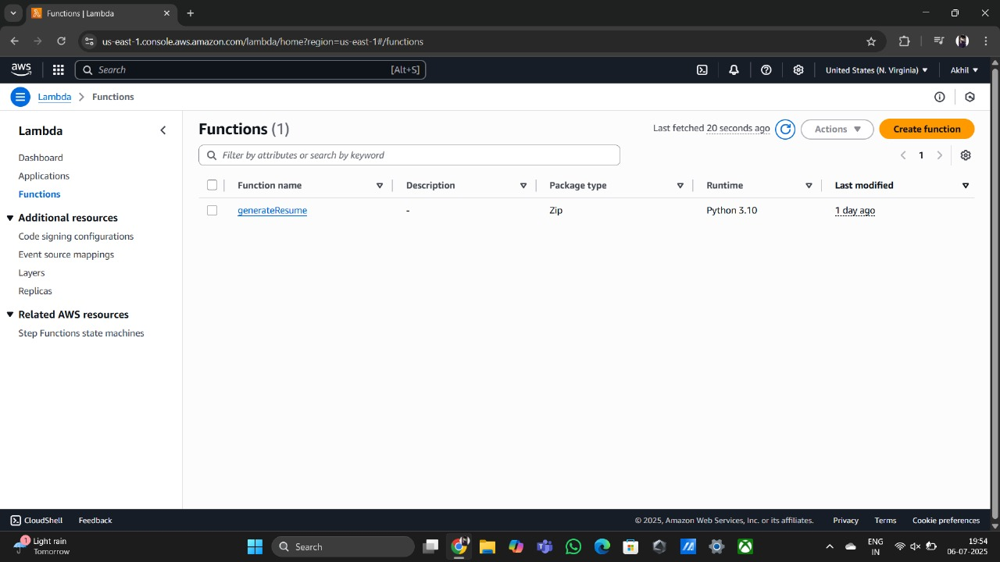 Functions | Lambda
us-east-1.console.aws.amazon.com/lambda/home?region=us-east-1#/functions
aws
Search [Alt+S]
United States (N. Virginia)
Akhil
Lambda Functions
Lambda
Dashboard
Applications
Functions
Additional resources
Code signing configurations
Event source mappings
Layers
Replicas
Related AWS resources
Step Functions state machines
Functions (1)
Last fetched 20 seconds ago
Actions
Create function
Filter by attributes or search by keyword
1
Function name Description Package type Runtime Last modified
generateResume - Zip Python 3.10 1 day ago
CloudShell Feedback © 2025, Amazon Web Services, Inc. or its affiliates. Privacy Terms Cookie preferences
1
Light rain
Tomorrow
Search
ENG
IN
19:54
06-07-2025